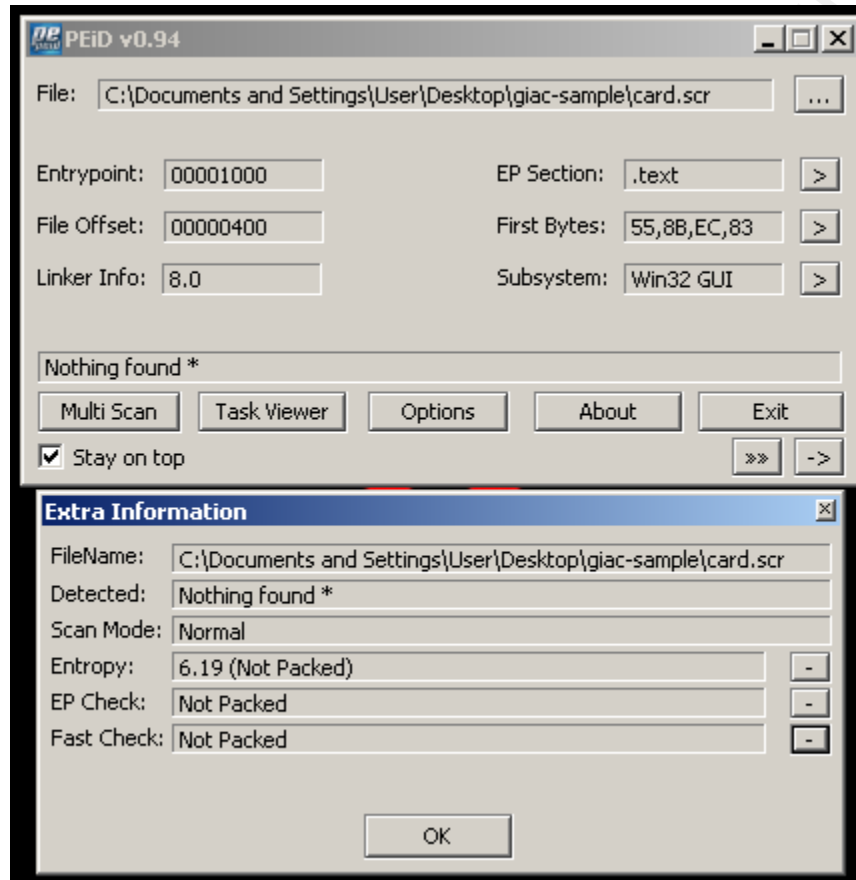 PEiD v0.94
File: C:\Documents and Settings\User\Desktop\giac-sample\card.scr ...
Entrypoint: 00001000 EP Section: .text >
File Offset: 00000400 First Bytes: 55,8B,EC,83 >
Linker Info: 8.0 Subsystem: Win32 GUI >
Nothing found *
Multi Scan Task Viewer Options About Exit
Stay on top »» ->
Extra Information
FileName: C:\Documents and Settings\User\Desktop\giac-sample\card.scr
Detected: Nothing found *
Scan Mode: Normal
Entropy: 6.19 (Not Packed) -
EP Check: Not Packed -
Fast Check: Not Packed -
OK